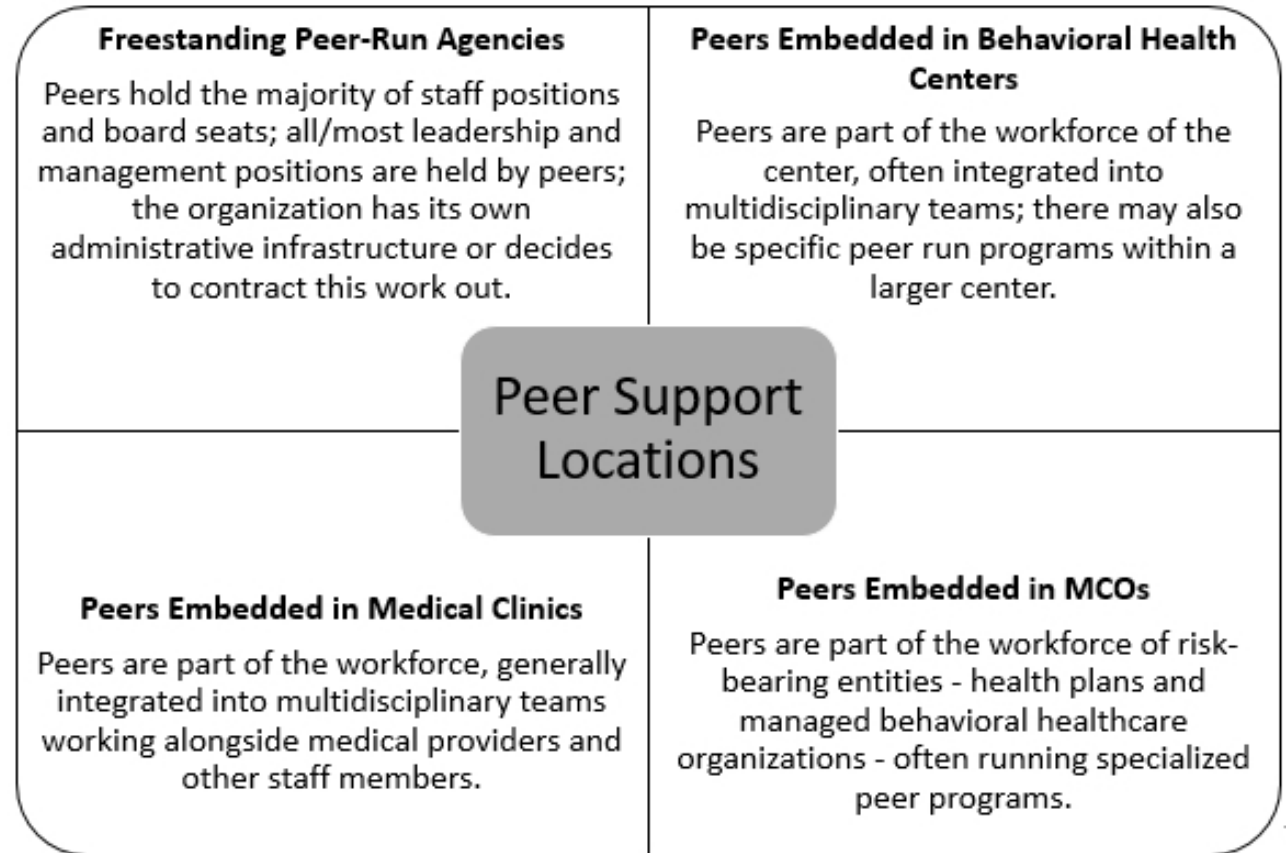 Freestanding Peer-Run Agencies
Peers hold the majority of staff positions
and board seats; all/most leadership and
management positions are held by peers;
the organization has its own
administrative infrastructure or decides
to contract this work out.
Peers Embedded in Behavioral Health
Centers
Peers are part of the workforce of the
center, often integrated into
multidisciplinary teams; there may also
be specific peer run programs within a
larger center.
Peer Support
Locations
Peers Embedded in Medical Clinics
Peers are part of the workforce, generally
integrated into multidisciplinary teams
working alongside medical providers and
other staff members.
Peers Embedded in MCOs
Peers are part of the workforce of risk-
bearing entities - health plans and
managed behavioral healthcare
organizations - often running specialized
peer programs.